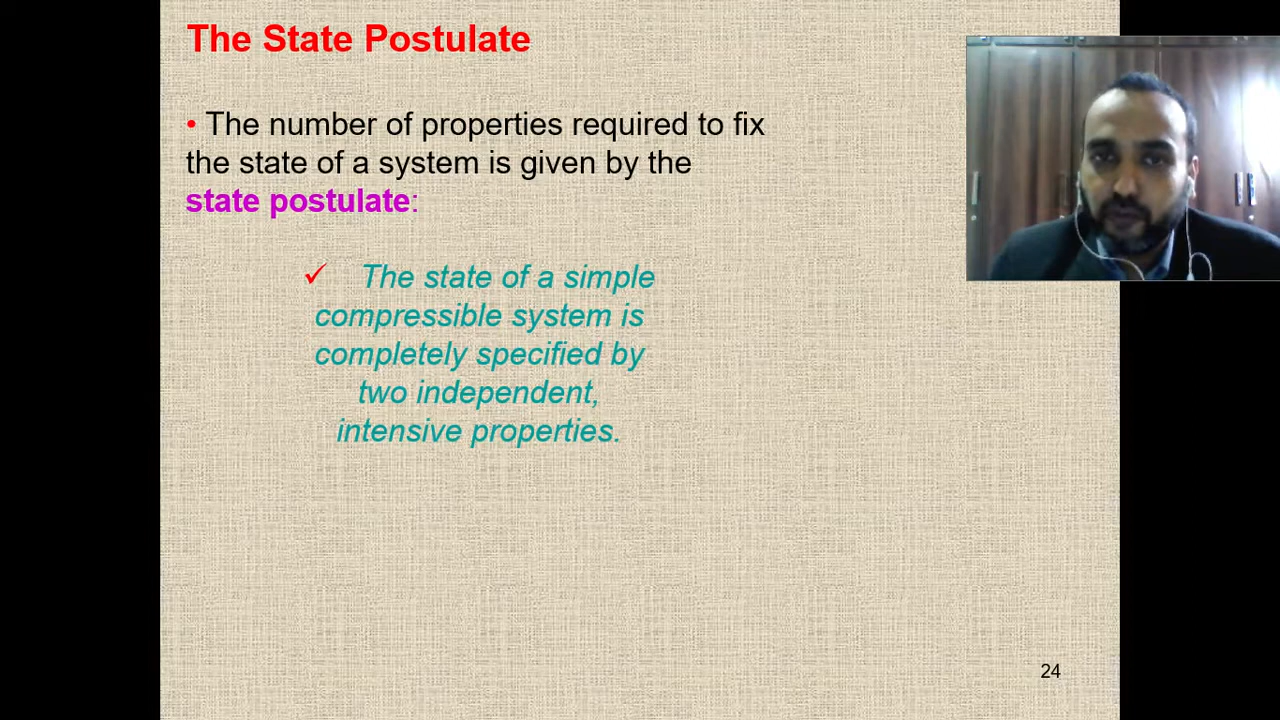 The State Postulate
• The number of properties required to fix
the state of a system is given by the
state postulate:
✓ The state of a simple
compressible system is
completely specified by
two independent,
intensive properties.
24